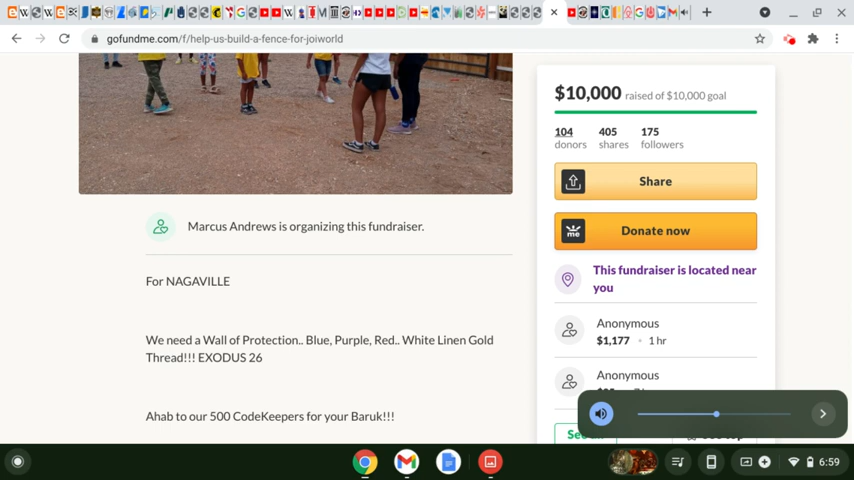 gofundme.com/f/help-us-build-a-fence-for-joiworld
$10,000 raised of $10,000 goal
104 405 175
donors shares followers
Share
Donate now
This fundraiser is located near
you
Anonymous
$1,177 • 1 hr
Anonymous
Marcus Andrews is organizing this fundraiser.
For NAGAVILLE
We need a Wall of Protection.. Blue, Purple, Red.. White Linen Gold
Thread!!! EXODUS 26
Ahab to our 500 CodeKeepers for your Baruk!!!
6:59